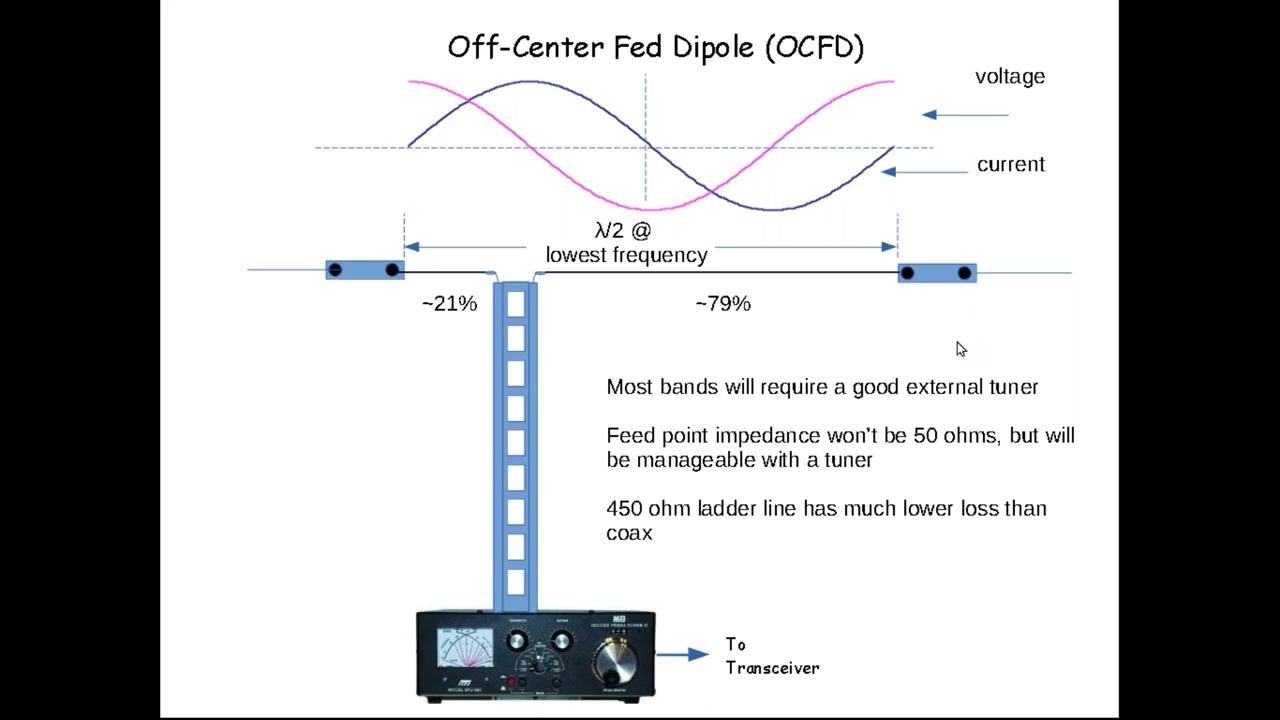 Off-Center Fed Dipole (OCFD)
voltage
current
λ/2 @
lowest frequency
~21%
~79%
Most bands will require a good external tuner
Feed point impedance won't be 50 ohms, but will
be manageable with a tuner
450 ohm ladder line has much lower loss than
coax
To
Transceiver